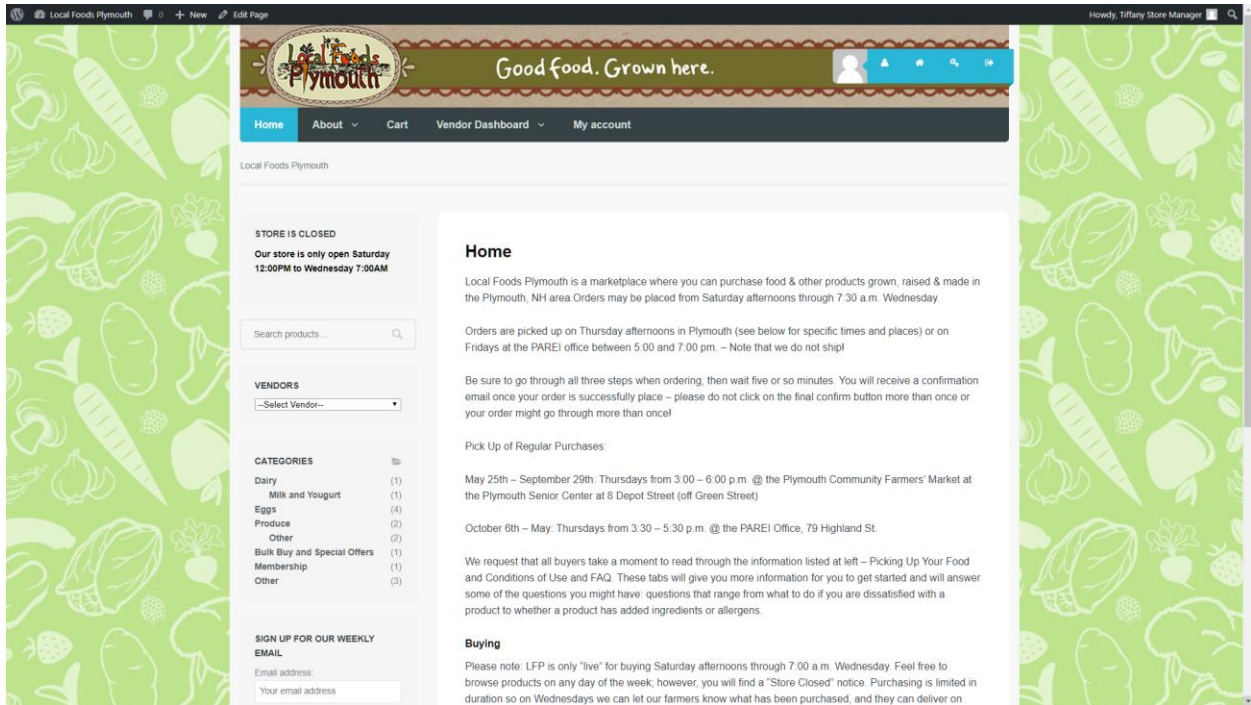 Local Foods Plymouth 0 New Edit Page Howdy, Tiffany Store Manager
Local Foods
Plymouth
Good food. Grown here.
Home About Cart Vendor Dashboard My account
Local Foods Plymouth
STORE IS CLOSED
Our store is only open Saturday
12:00PM to Wednesday 7:00AM
Search products...
VENDORS
--Select Vendor--
CATEGORIES
Dairy (1)
Milk and Yougurt (1)
Eggs (4)
Produce (2)
Other (2)
Bulk Buy and Special Offers (1)
Membership (1)
Other (3)
SIGN UP FOR OUR WEEKLY
EMAIL
Email address:
Your email address
Home
Local Foods Plymouth is a marketplace where you can purchase food & other products grown, raised & made in
the Plymouth, NH area.Orders may be placed from Saturday afternoons through 7:30 a.m. Wednesday.
Orders are picked up on Thursday afternoons in Plymouth (see below for specific times and places) or on
Fridays at the PAREI office between 5:00 and 7:00 pm. – Note that we do not ship!
Be sure to go through all three steps when ordering, then wait five or so minutes. You will receive a confirmation
email once your order is successfully place – please do not click on the final confirm button more than once or
your order might go through more than once!
Pick Up of Regular Purchases:
May 25th – September 29th: Thursdays from 3:00 – 6:00 p.m. @ the Plymouth Community Farmers' Market at
the Plymouth Senior Center at 8 Depot Street (off Green Street)
October 6th – May: Thursdays from 3:30 – 5:30 p.m. @ the PAREI Office, 79 Highland St.
We request that all buyers take a moment to read through the information listed at left – Picking Up Your Food
and Conditions of Use and FAQ. These tabs will give you more information for you to get started and will answer
some of the questions you might have: questions that range from what to do if you are dissatisfied with a
product to whether a product has added ingredients or allergens.
Buying
Please note: LFP is only "live" for buying Saturday afternoons through 7:00 a.m. Wednesday. Feel free to
browse products on any day of the week; however, you will find a "Store Closed" notice. Purchasing is limited in
duration so on Wednesdays we can let our farmers know what has been purchased, and they can deliver on